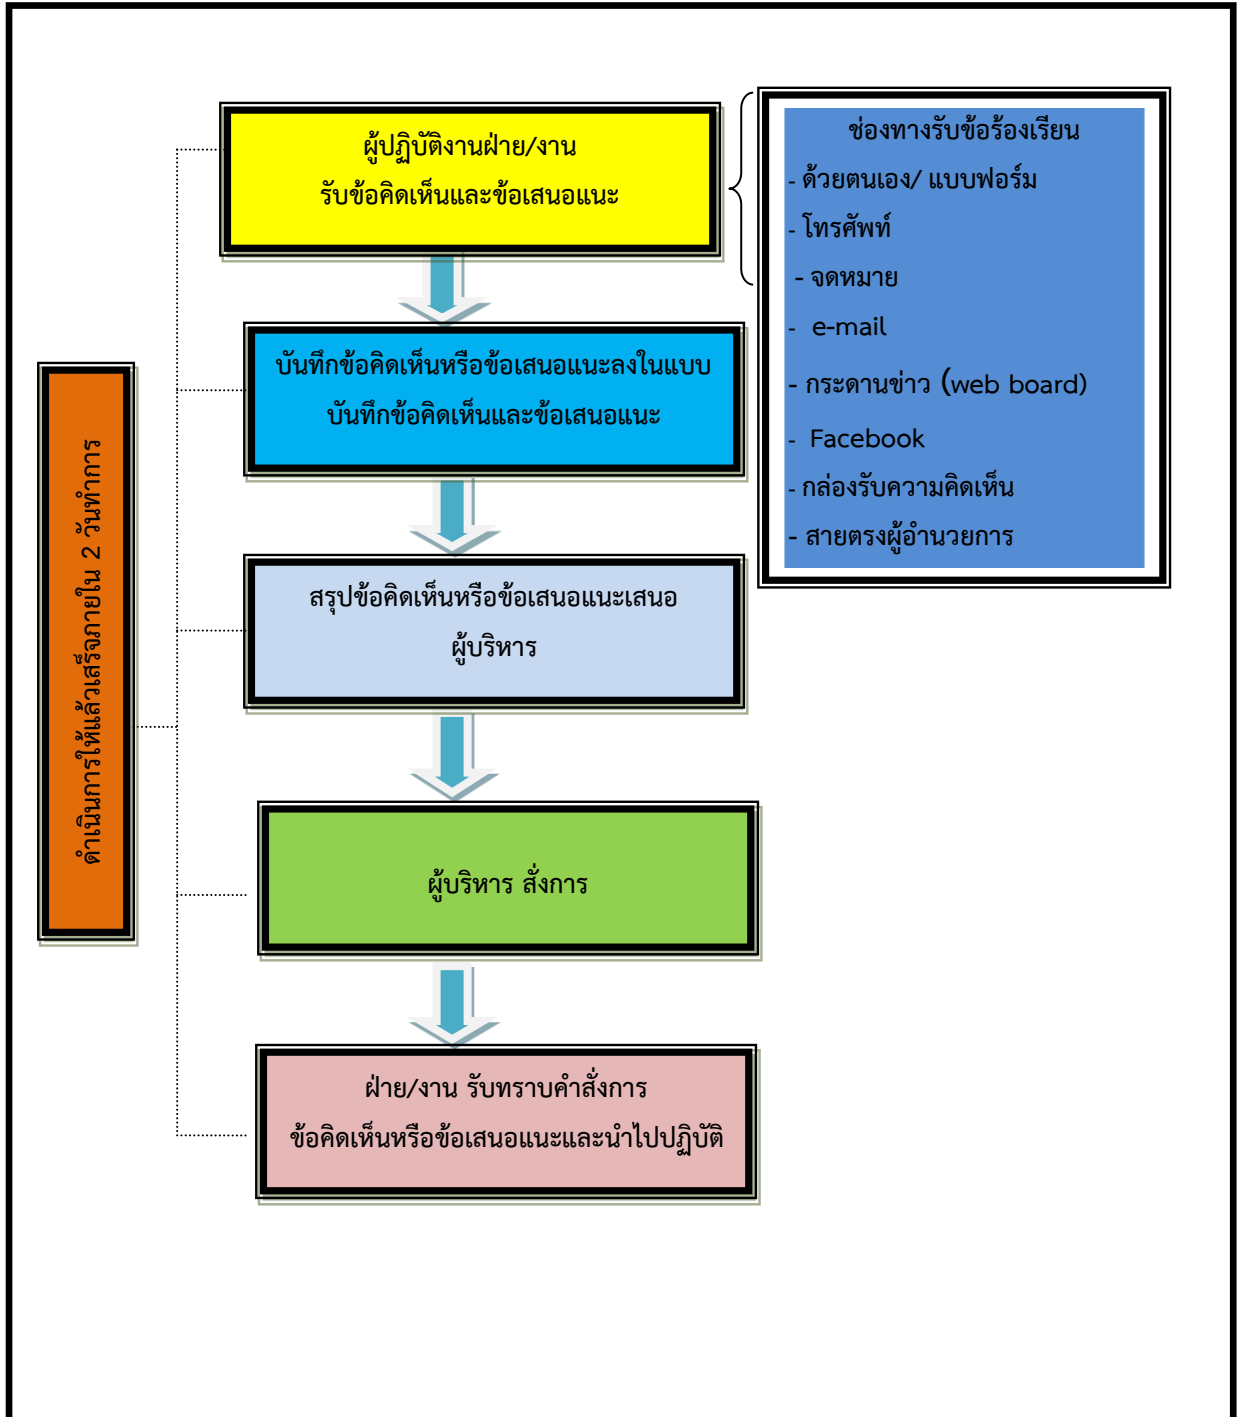 ผู้ปฏิบัติงานฝ่าย/งาน
รับข้อคิดเห็นและข้อเสนอแนะ
ช่องทางรับข้อร้องเรียน
- ด้วยตนเอง/ แบบฟอร์ม
- โทรศัพท์
- จดหมาย
- e-mail
- กระดานข่าว (web board)
- Facebook
- กล่องรับความคิดเห็น
- สายตรงผู้อำนวยการ
บันทึกข้อคิดเห็นหรือข้อเสนอแนะลงในแบบ
บันทึกข้อคิดเห็นและข้อเสนอแนะ
ดำเนินการให้แล้วเสร็จภายใน 2 วันทำการ
สรุปข้อคิดเห็นหรือข้อเสนอแนะเสนอ
ผู้บริหาร
ผู้บริหาร สั่งการ
ฝ่าย/งาน รับทราบคำสั่งการ
ข้อคิดเห็นหรือข้อเสนอแนะและนำไปปฏิบัติ